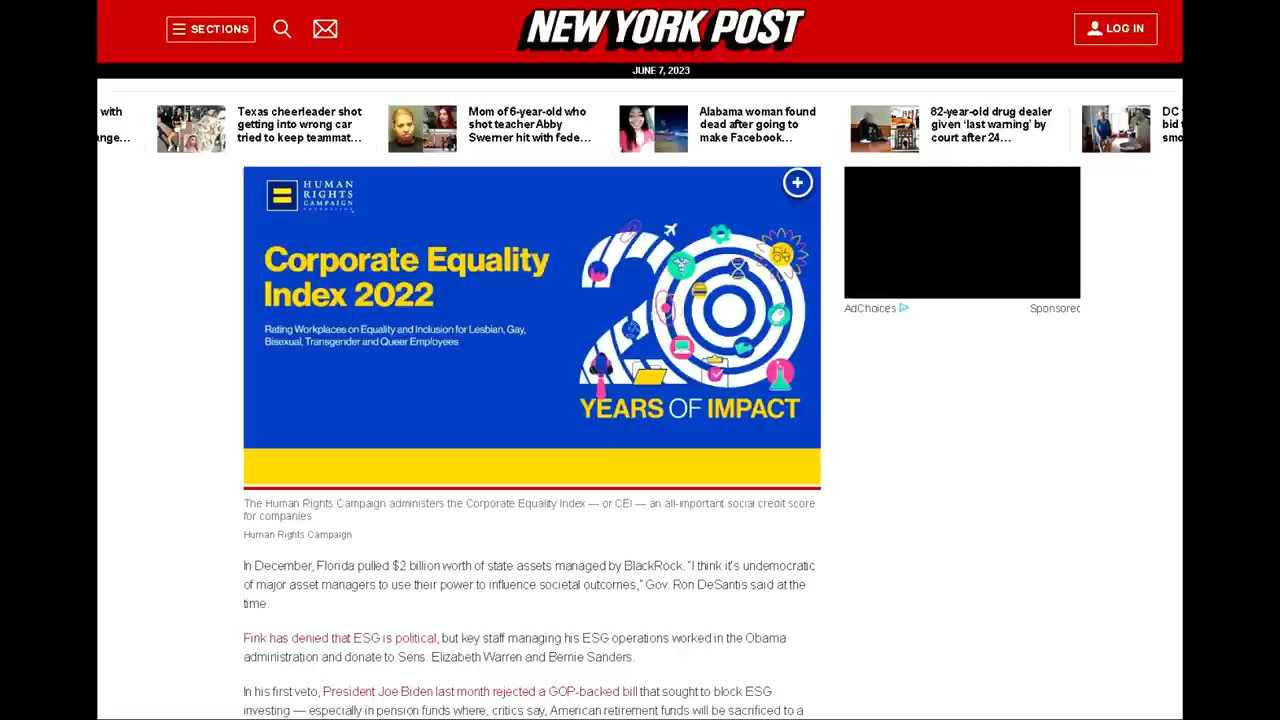 SECTIONS
NEW YORK POST
LOG IN
JUNE 7, 2023
with
ange...
Texas cheerleader shot
getting into wrong car
tried to keep teammat...
Mom of 6-year-old who
shot teacher Abby
Swerner hit with fede...
Alabama woman found
dead after going to
make Facebook...
82-year-old drug dealer
given ‘last warning’ by
court after 24...
DC
bid t
smo
HUMAN
RIGHTS
CAMPAIGN
Corporate Equality
Index 2022
Rating Workplaces on Equality and Inclusion for Lesbian, Gay,
Bisexual, Transgender and Queer Employees
20
YEARS OF IMPACT
AdChoices
Sponsored
The Human Rights Campaign administers the Corporate Equality Index — or CEI — an all-important social credit score
for companies
Human Rights Campaign
In December, Florida pulled $2 billion worth of state assets managed by BlackRock. "I think it's undemocratic
of major asset managers to use their power to influence societal outcomes," Gov. Ron DeSantis said at the
time.
Fink has denied that ESG is political, but key staff managing his ESG operations worked in the Obama
administration and donate to Sens. Elizabeth Warren and Bernie Sanders.
In his first veto, President Joe Biden last month rejected a GOP-backed bill that sought to block ESG
investing — especially in pension funds where, critics say, American retirement funds will be sacrificed to a